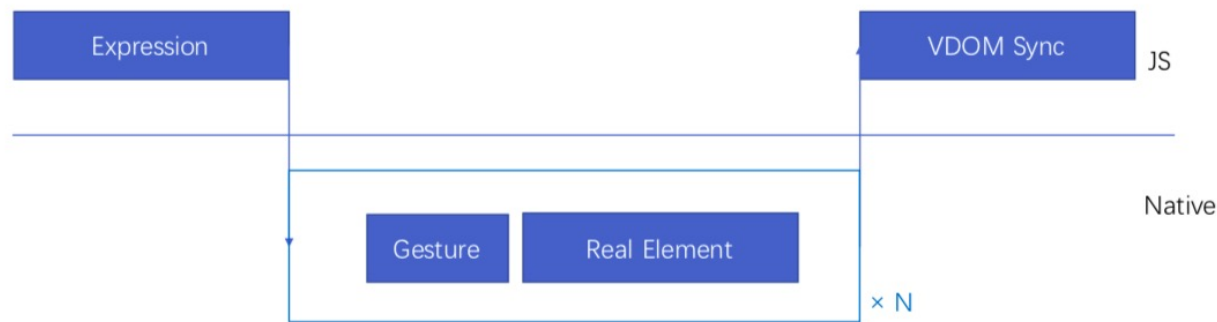 Expression
VDOM Sync
JS
Native
Gesture
Real Element
× N